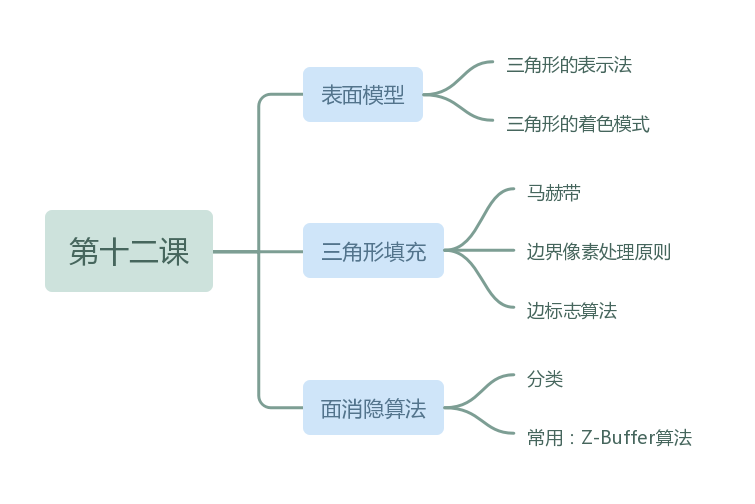 第十二课
表面模型
三角形的表示法
三角形的着色模式
三角形填充
马赫带
边界像素处理原则
边标志算法
面消隐算法
分类
常用：Z-Buffer算法